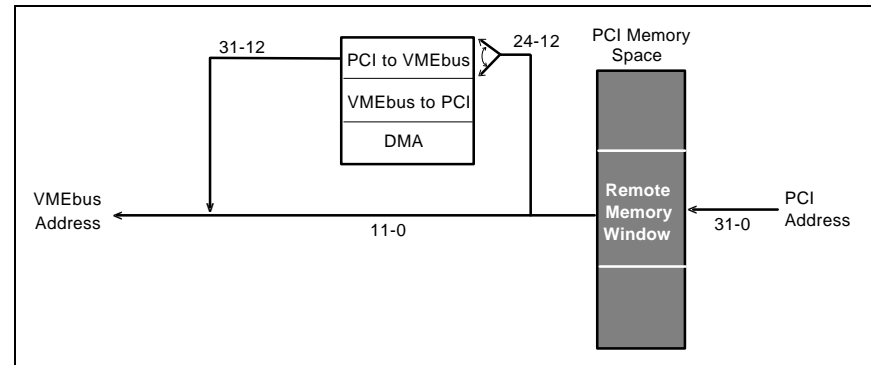 31-12
24-12
PCI Memory
Space
PCI to VMEbus
VMEbus to PCI
DMA
VMEbus
Address
11-0
Remote
Memory
Window
PCI
Address
31-0